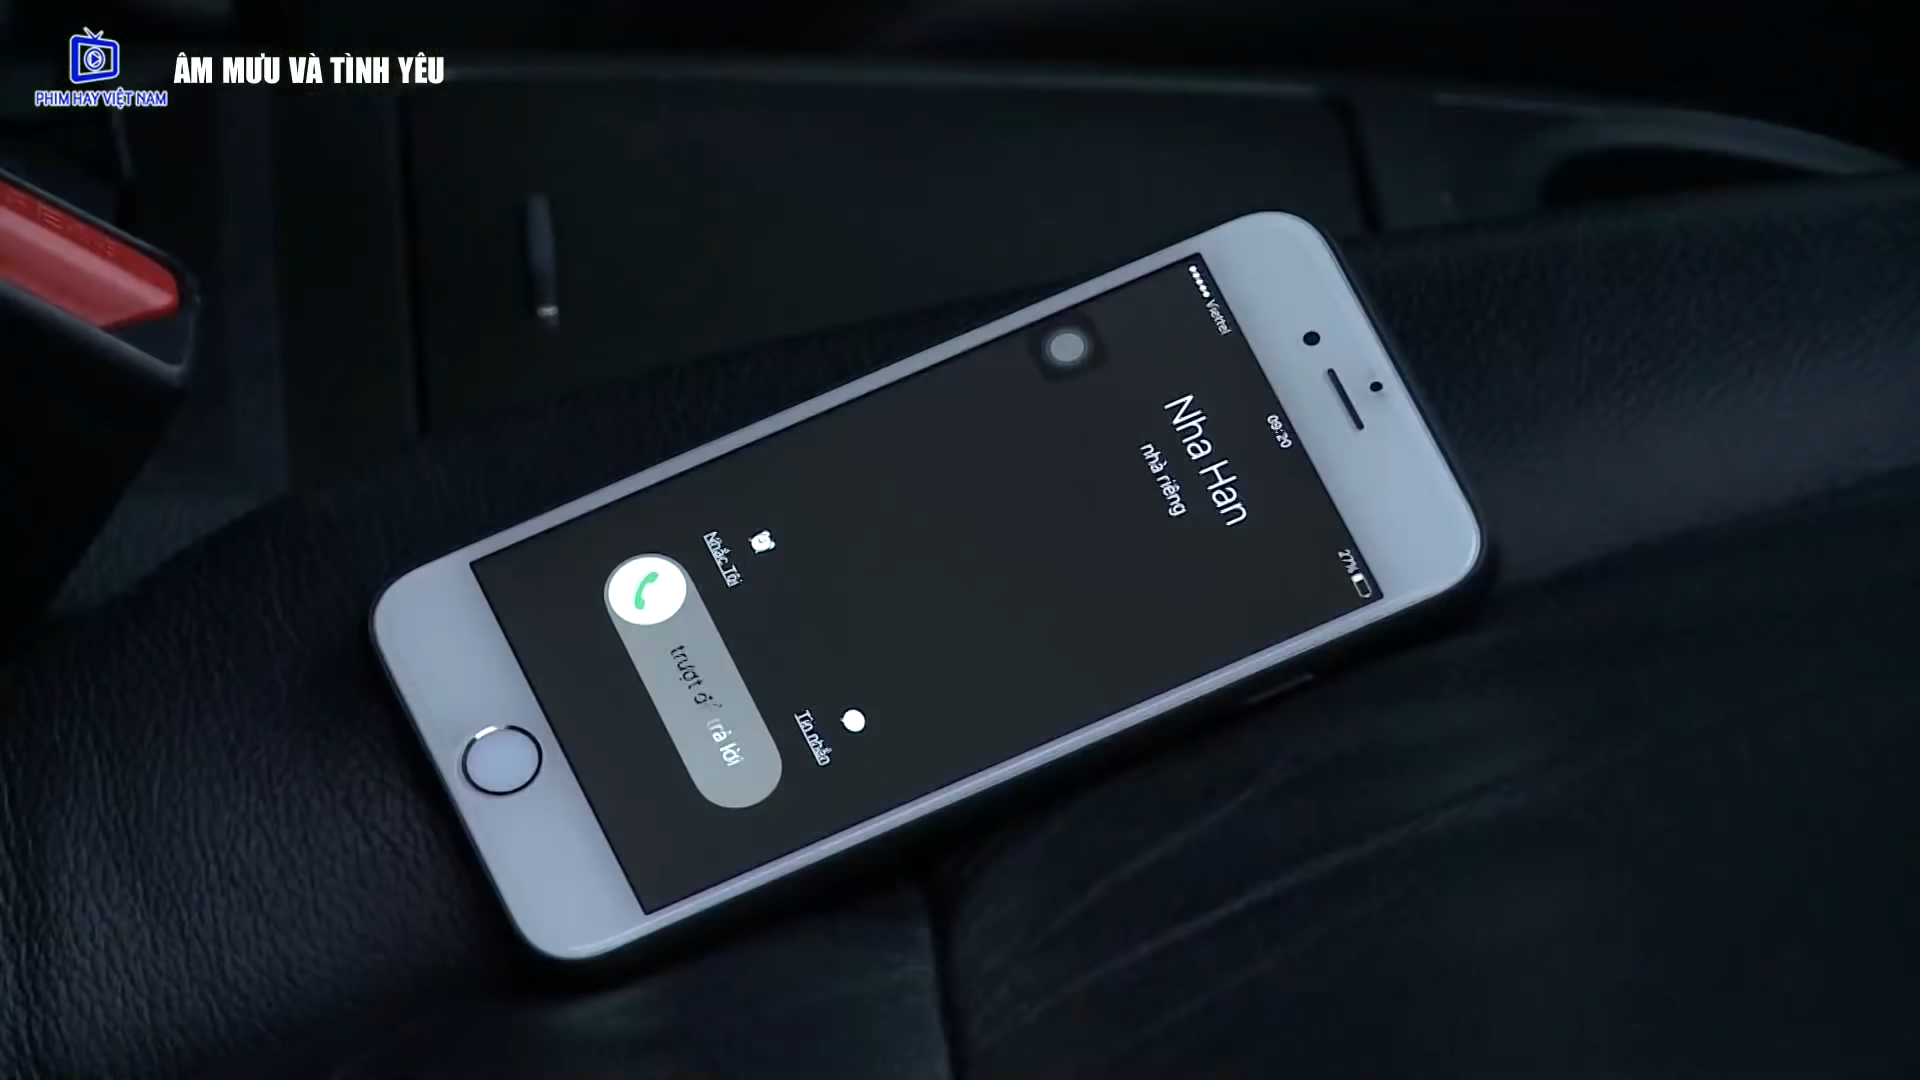 PHIM HAY VIỆT NAM
ÂM MƯU VÀ TÌNH YÊU
Viettel
09:20
27%
Nha Han
nhà riêng
Nhắc Tôi
Tin nhắn
trượt để trả lời